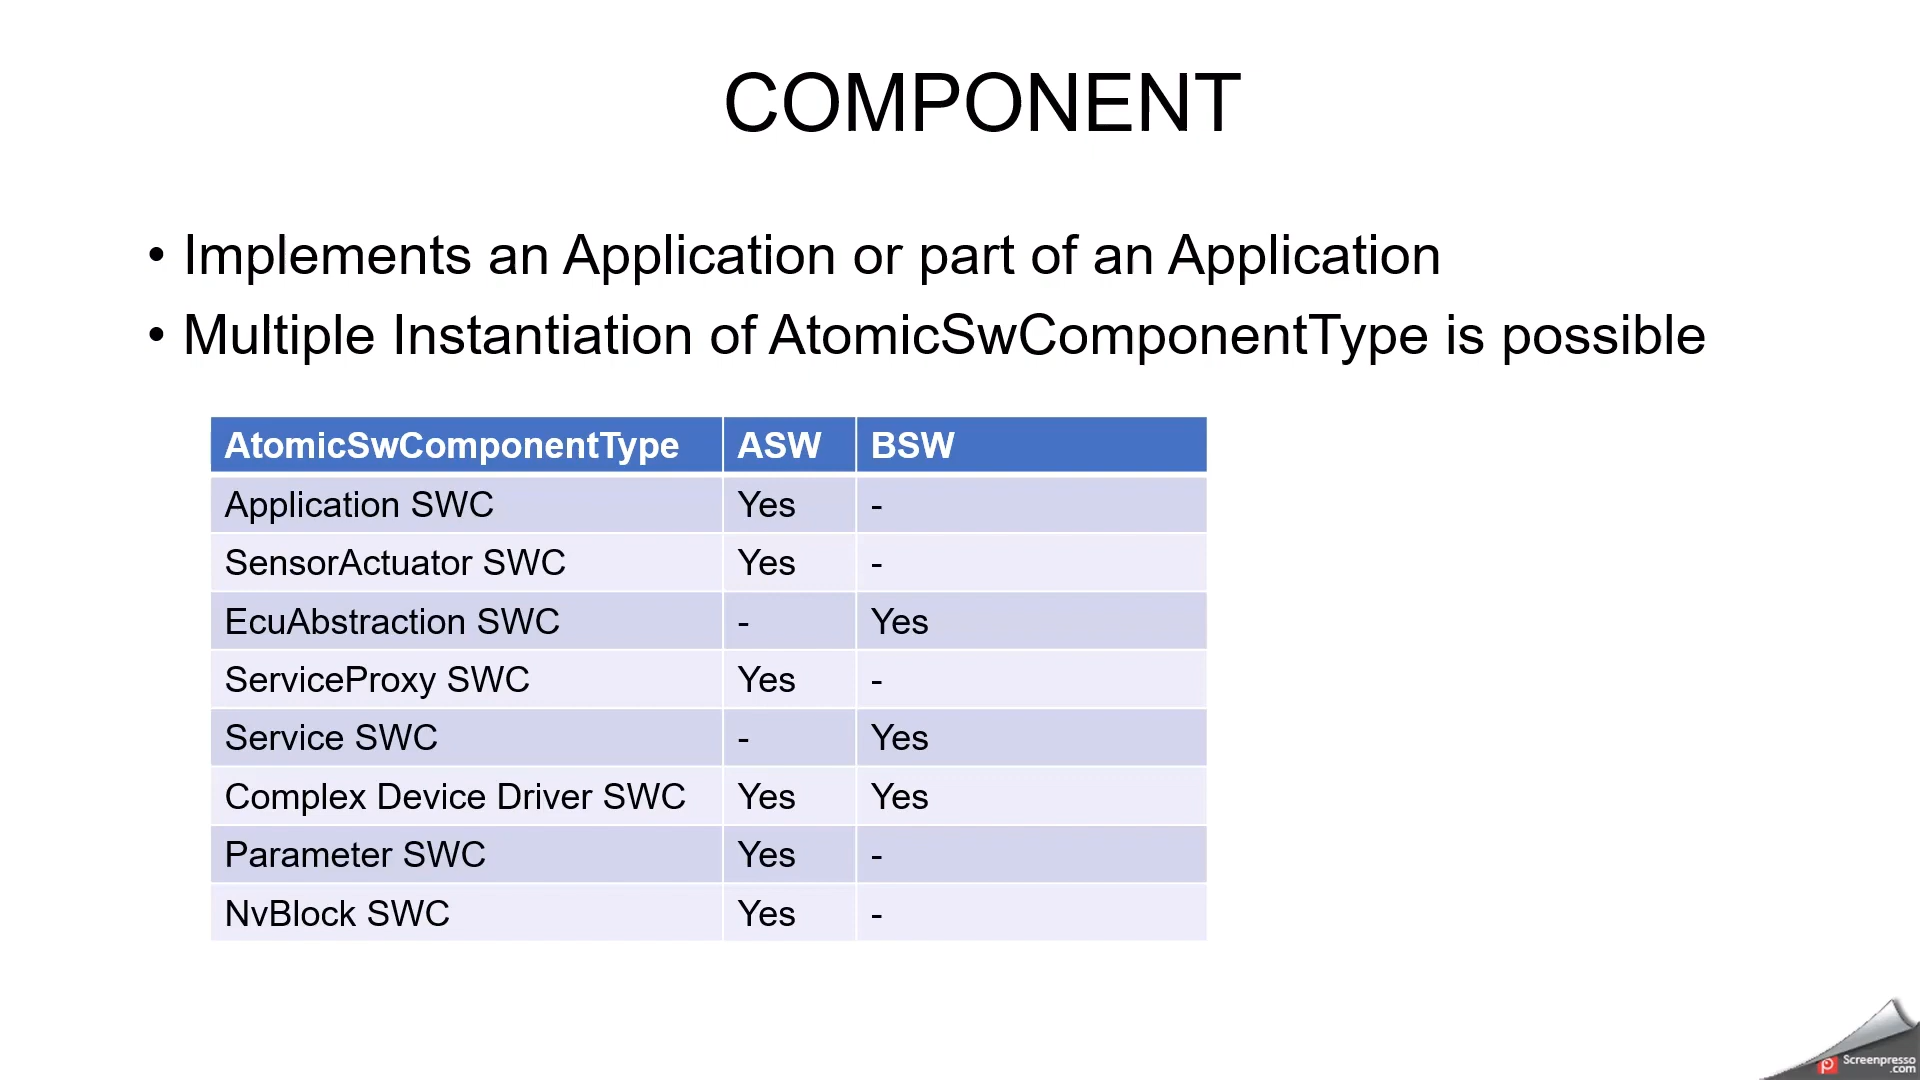 COMPONENT
• Implements an Application or part of an Application
• Multiple Instantiation of AtomicSwComponentType is possible
AtomicSwComponentType ASW BSW
Application SWC Yes -
SensorActuator SWC Yes -
EcuAbstraction SWC - Yes
ServiceProxy SWC Yes -
Service SWC - Yes
Complex Device Driver SWC Yes Yes
Parameter SWC Yes -
NvBlock SWC Yes -
Screenpresso
.com